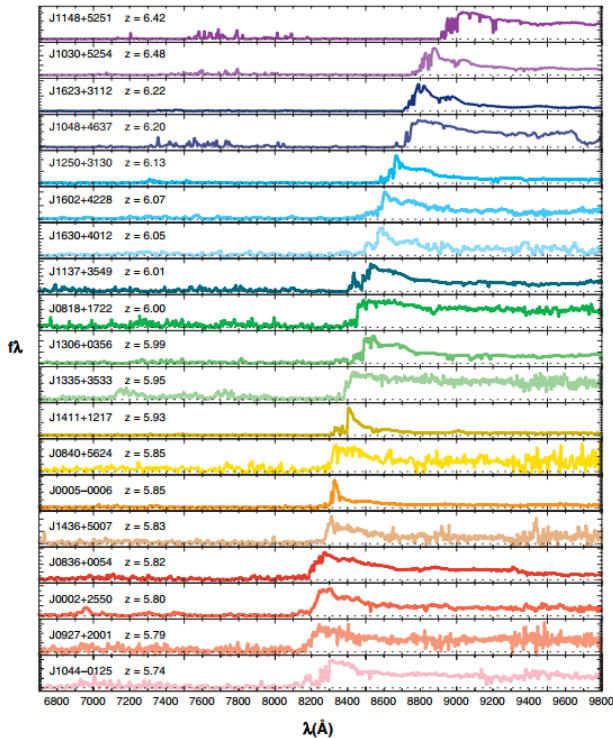 J1148+5251 z = 6.42
J1030+5254 z = 6.48
J1623+3112 z = 6.22
J1048+4637 z = 6.20
J1250+3130 z = 6.13
J1602+4228 z = 6.07
J1630+4012 z = 6.05
J1137+3549 z = 6.01
J0818+1722 z = 6.00
J1306+0356 z = 5.99
fλ
J1335+3533 z = 5.95
J1411+1217 z = 5.93
J0840+5624 z = 5.85
J0005−0006 z = 5.85
J1436+5007 z = 5.83
J0836+0054 z = 5.82
J0002+2550 z = 5.80
J0927+2001 z = 5.79
J1044−0125 z = 5.74
6800 7000 7200 7400 7600 7800 8000 8200 8400 8600 8800 9000 9200 9400 9600 9800
λ(Å)